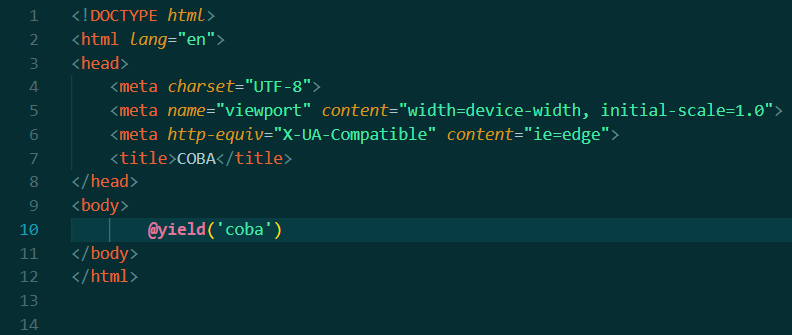 1 <!DOCTYPE html>
2 <html lang="en">
3 <head>
4     <meta charset="UTF-8">
5     <meta name="viewport" content="width=device-width, initial-scale=1.0">
6     <meta http-equiv="X-UA-Compatible" content="ie=edge">
7     <title>COBA</title>
8 </head>
9 <body>
10         @yield('coba')
11 </body>
12 </html>
13
14